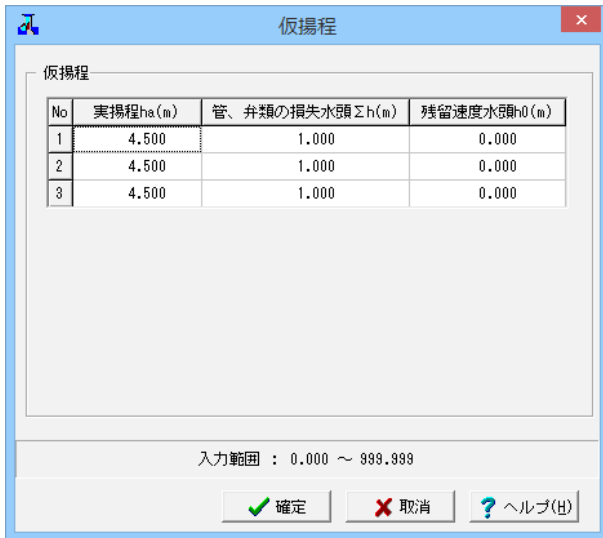 仮揚程
仮揚程
No 実揚程ha(m) 管、弁類の損失水頭Σh(m) 残留速度水頭h0(m)
1 4.500 1.000 0.000
2 4.500 1.000 0.000
3 4.500 1.000 0.000
入力範囲 : 0.000 ～ 999.999
確定 取消 ? ヘルプ(H)